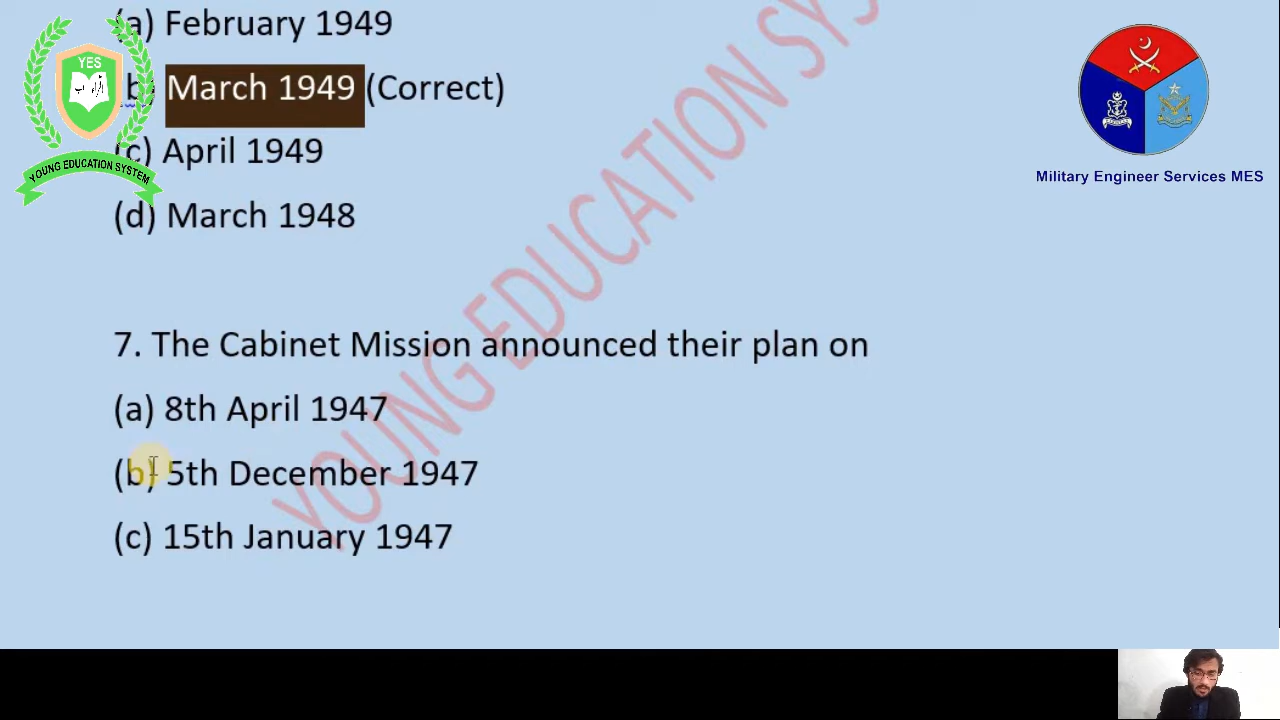 (a) February 1949
(b) March 1949 (Correct)
(c) April 1949
(d) March 1948
7. The Cabinet Mission announced their plan on
(a) 8th April 1947
(b) 5th December 1947
(c) 15th January 1947
YES
YOUNG EDUCATION SYSTEM
Military Engineer Services MES
YOUNG EDUCATION SYS